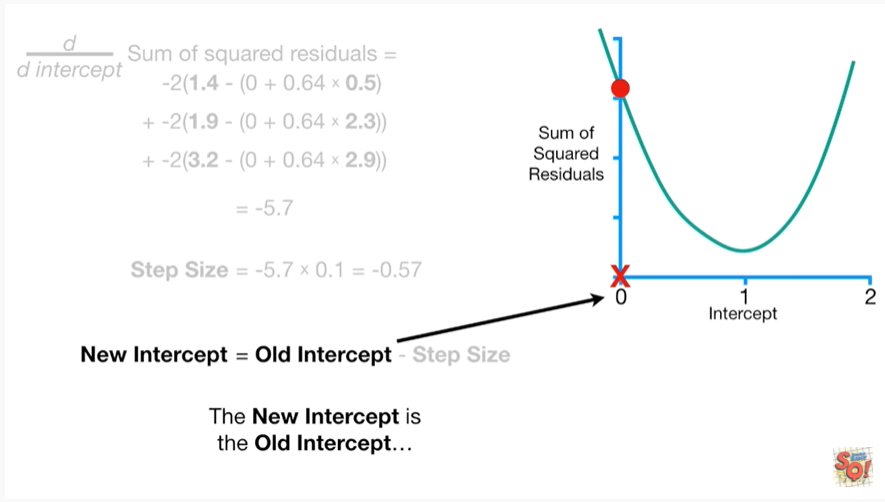 d
d intercept
Sum of squared residuals =
-2(1.4 - (0 + 0.64 × 0.5)
+ -2(1.9 - (0 + 0.64 × 2.3))
+ -2(3.2 - (0 + 0.64 × 2.9))
= -5.7
Step Size = -5.7 × 0.1 = -0.57
New Intercept = Old Intercept - Step Size
The New Intercept is
the Old Intercept…
Sum of
Squared
Residuals
X
0 1 2
Intercept
SQ!